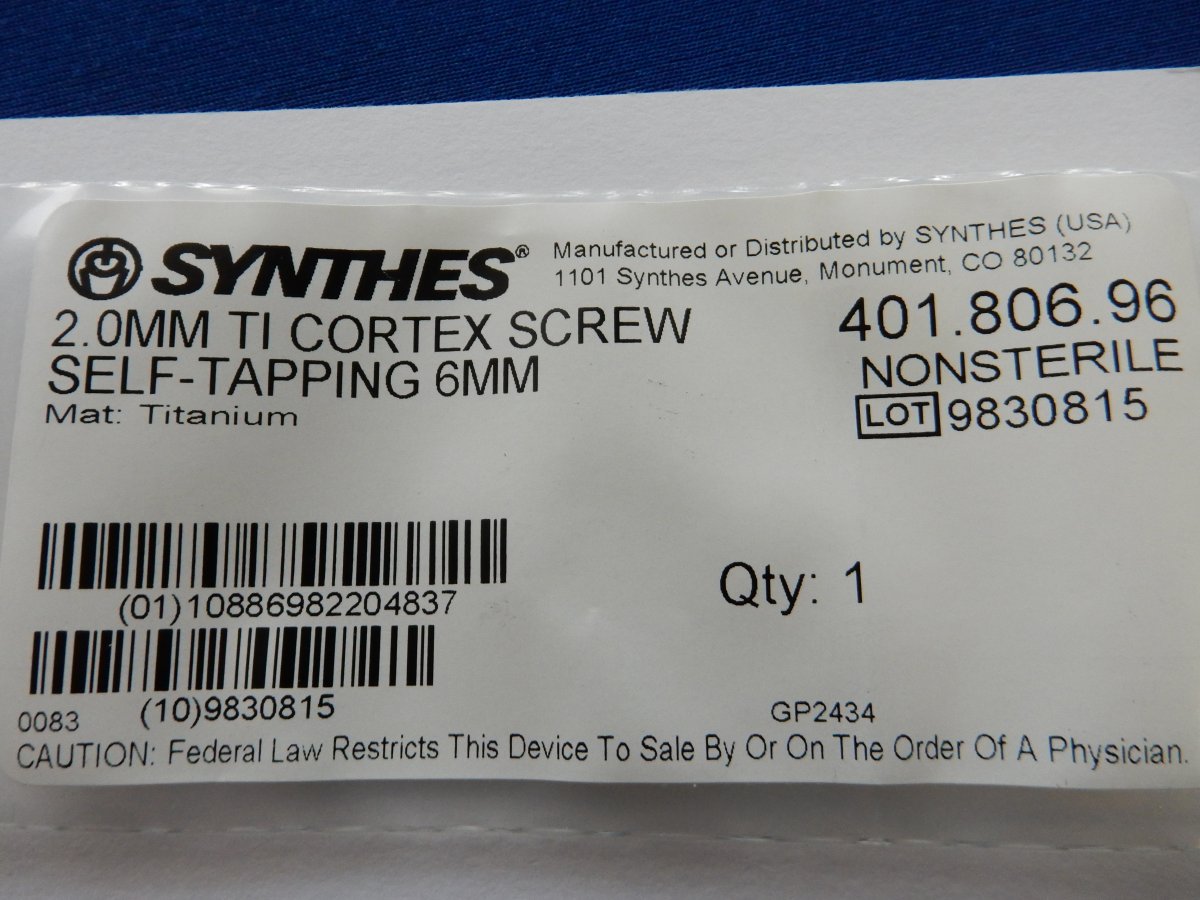 SYNTHES®
Manufactured or Distributed by SYNTHES (USA)
1101 Synthes Avenue, Monument, CO 80132
2.0MM TI CORTEX SCREW
SELF-TAPPING 6MM
Mat: Titanium
401.806.96
NONSTERILE
LOT 9830815
(01)10886982204837
Qty: 1
(10)9830815
0083
GP2434
CAUTION: Federal Law Restricts This Device To Sale By Or On The Order Of A Physician.